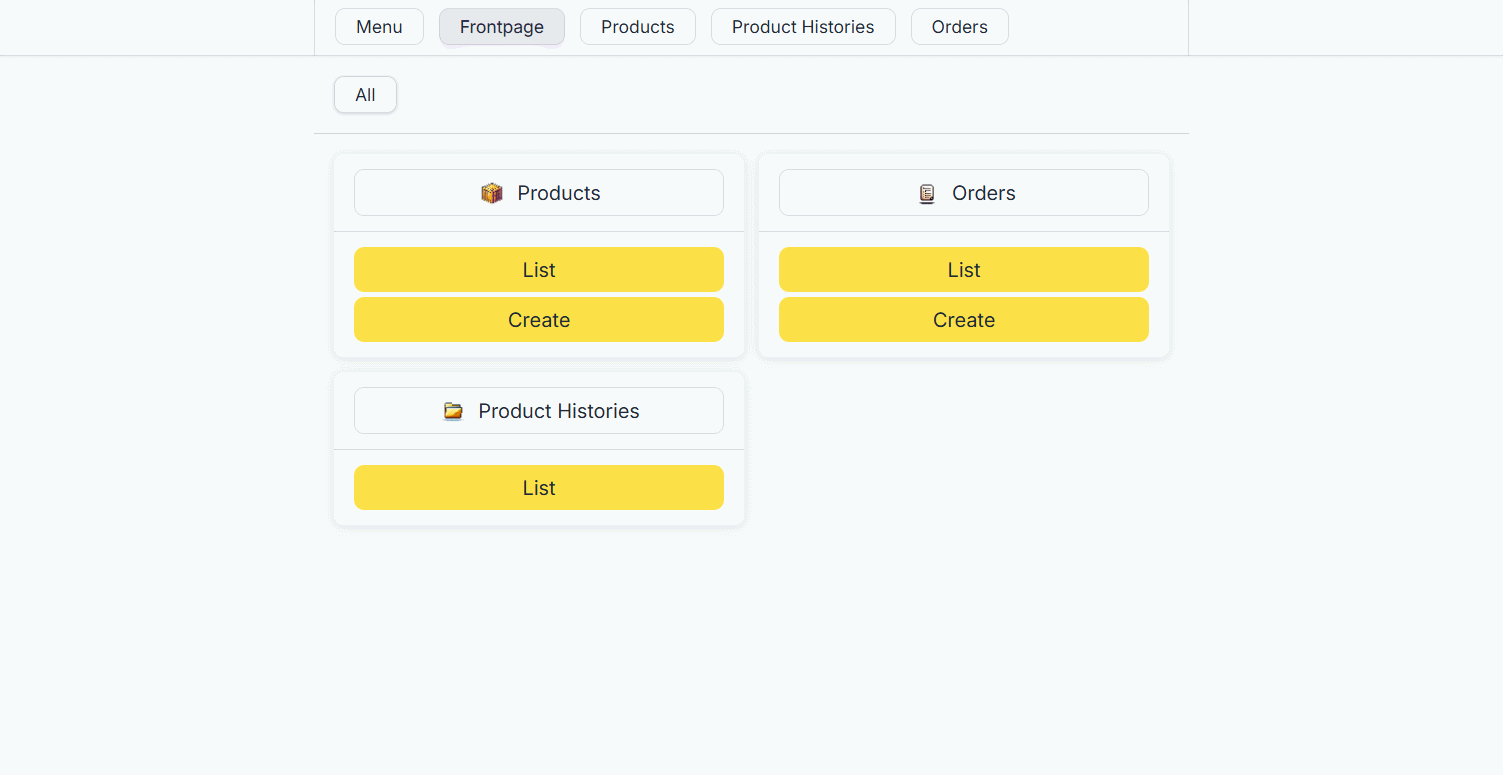 Menu Frontpage Products Product Histories Orders
All
Products
List
Create
Orders
List
Create
Product Histories
List